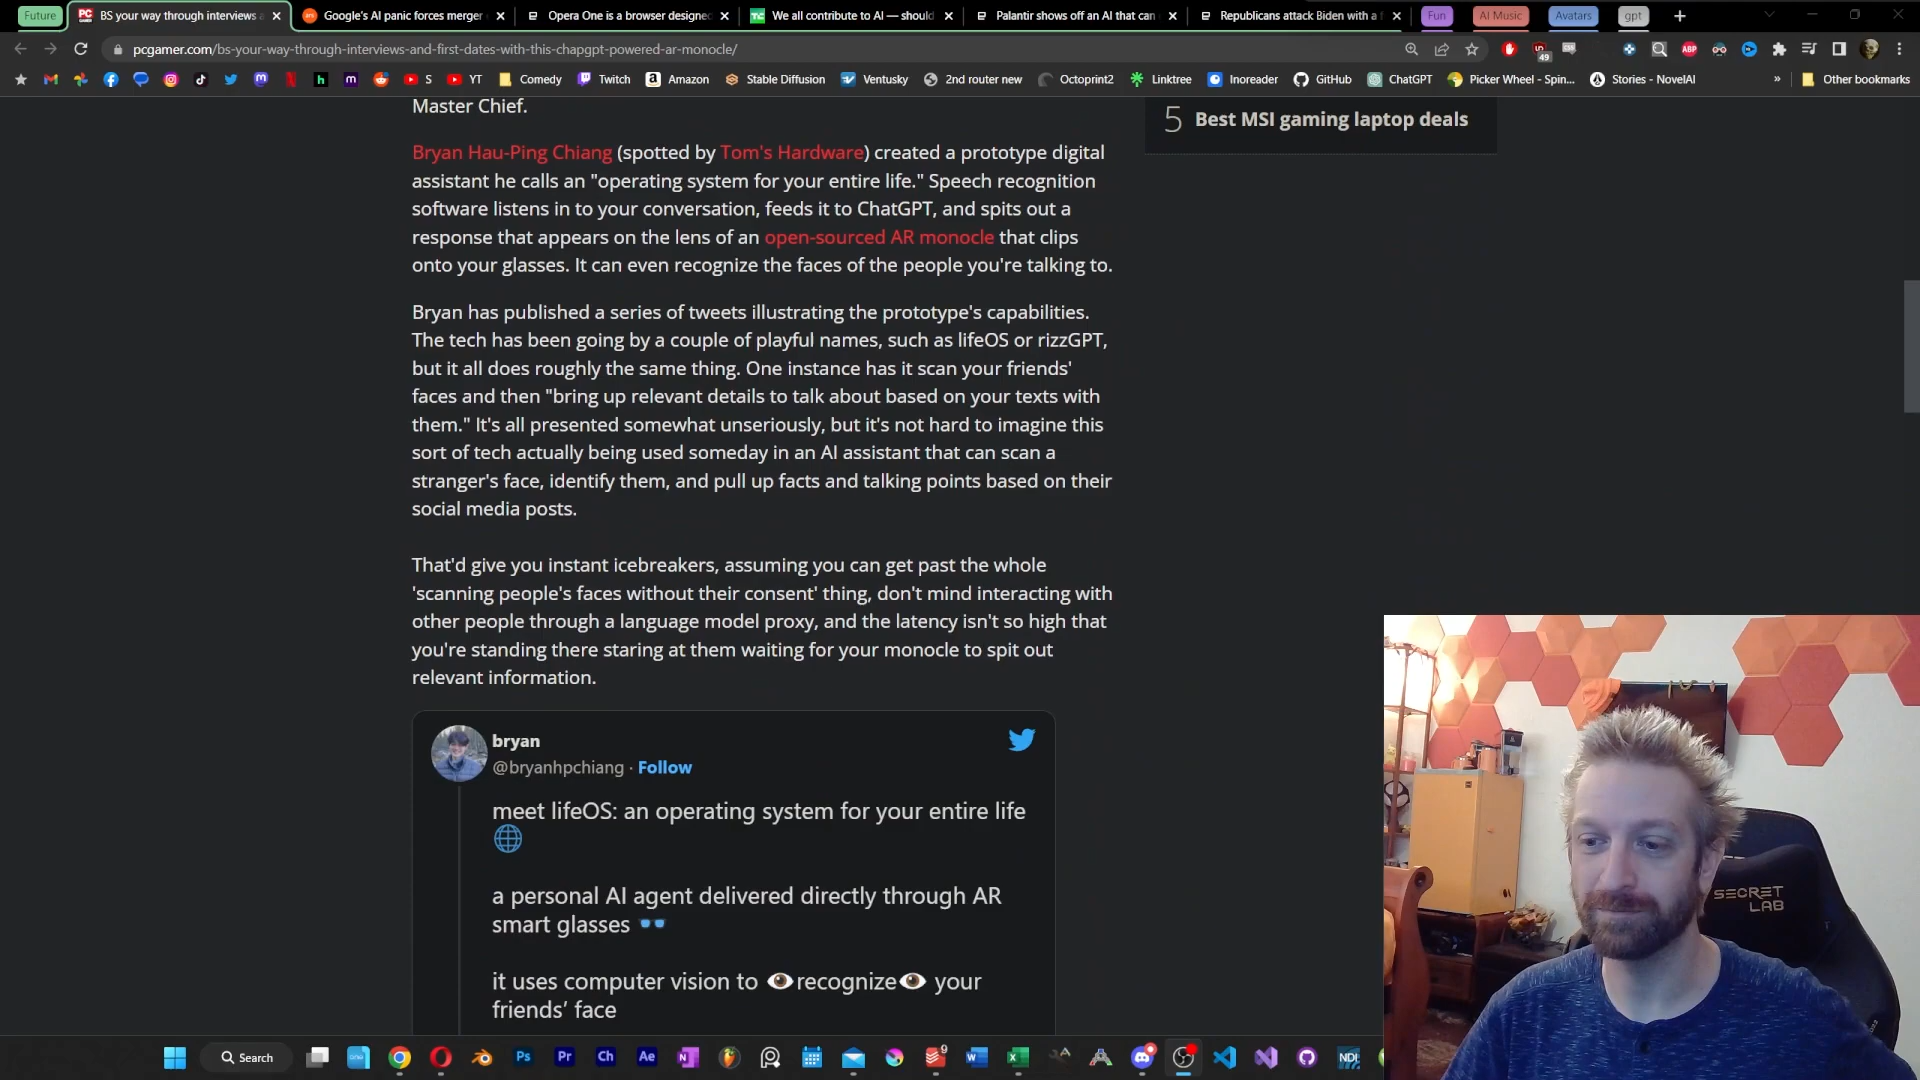 Future
BS your way through interviews a
Google's AI panic forces merger
Opera One is a browser designed
We all contribute to AI — should
Palantir shows off an AI that can
Republicans attack Biden with a f
Fun
AI Music
Avatars
gpt
pcgamer.com/bs-your-way-through-interviews-and-first-dates-with-this-chapgpt-powered-ar-monocle/
49
ABP
S
YT
Comedy
Twitch
Amazon
Stable Diffusion
Ventusky
2nd router new
Octoprint2
Linktree
Inoreader
GitHub
ChatGPT
Picker Wheel - Spin...
Stories - NovelAI
»
Other bookmarks
Master Chief.
5 Best MSI gaming laptop deals
Bryan Hau-Ping Chiang (spotted by Tom's Hardware) created a prototype digital
assistant he calls an "operating system for your entire life." Speech recognition
software listens in to your conversation, feeds it to ChatGPT, and spits out a
response that appears on the lens of an open-sourced AR monocle that clips
onto your glasses. It can even recognize the faces of the people you're talking to.
Bryan has published a series of tweets illustrating the prototype's capabilities.
The tech has been going by a couple of playful names, such as lifeOS or rizzGPT,
but it all does roughly the same thing. One instance has it scan your friends'
faces and then "bring up relevant details to talk about based on your texts with
them." It's all presented somewhat unseriously, but it's not hard to imagine this
sort of tech actually being used someday in an AI assistant that can scan a
stranger's face, identify them, and pull up facts and talking points based on their
social media posts.
That'd give you instant icebreakers, assuming you can get past the whole
'scanning people's faces without their consent' thing, don't mind interacting with
other people through a language model proxy, and the latency isn't so high that
you're standing there staring at them waiting for your monocle to spit out
relevant information.
bryan
@bryanhpchiang · Follow
meet lifeOS: an operating system for your entire life
🌐
a personal AI agent delivered directly through AR
smart glasses 🕶️
it uses computer vision to 👁️recognize👁️ your
friends' face
SECRET
LAB
Search
Ps
Pr
Ch
Ae
N
9
NDI